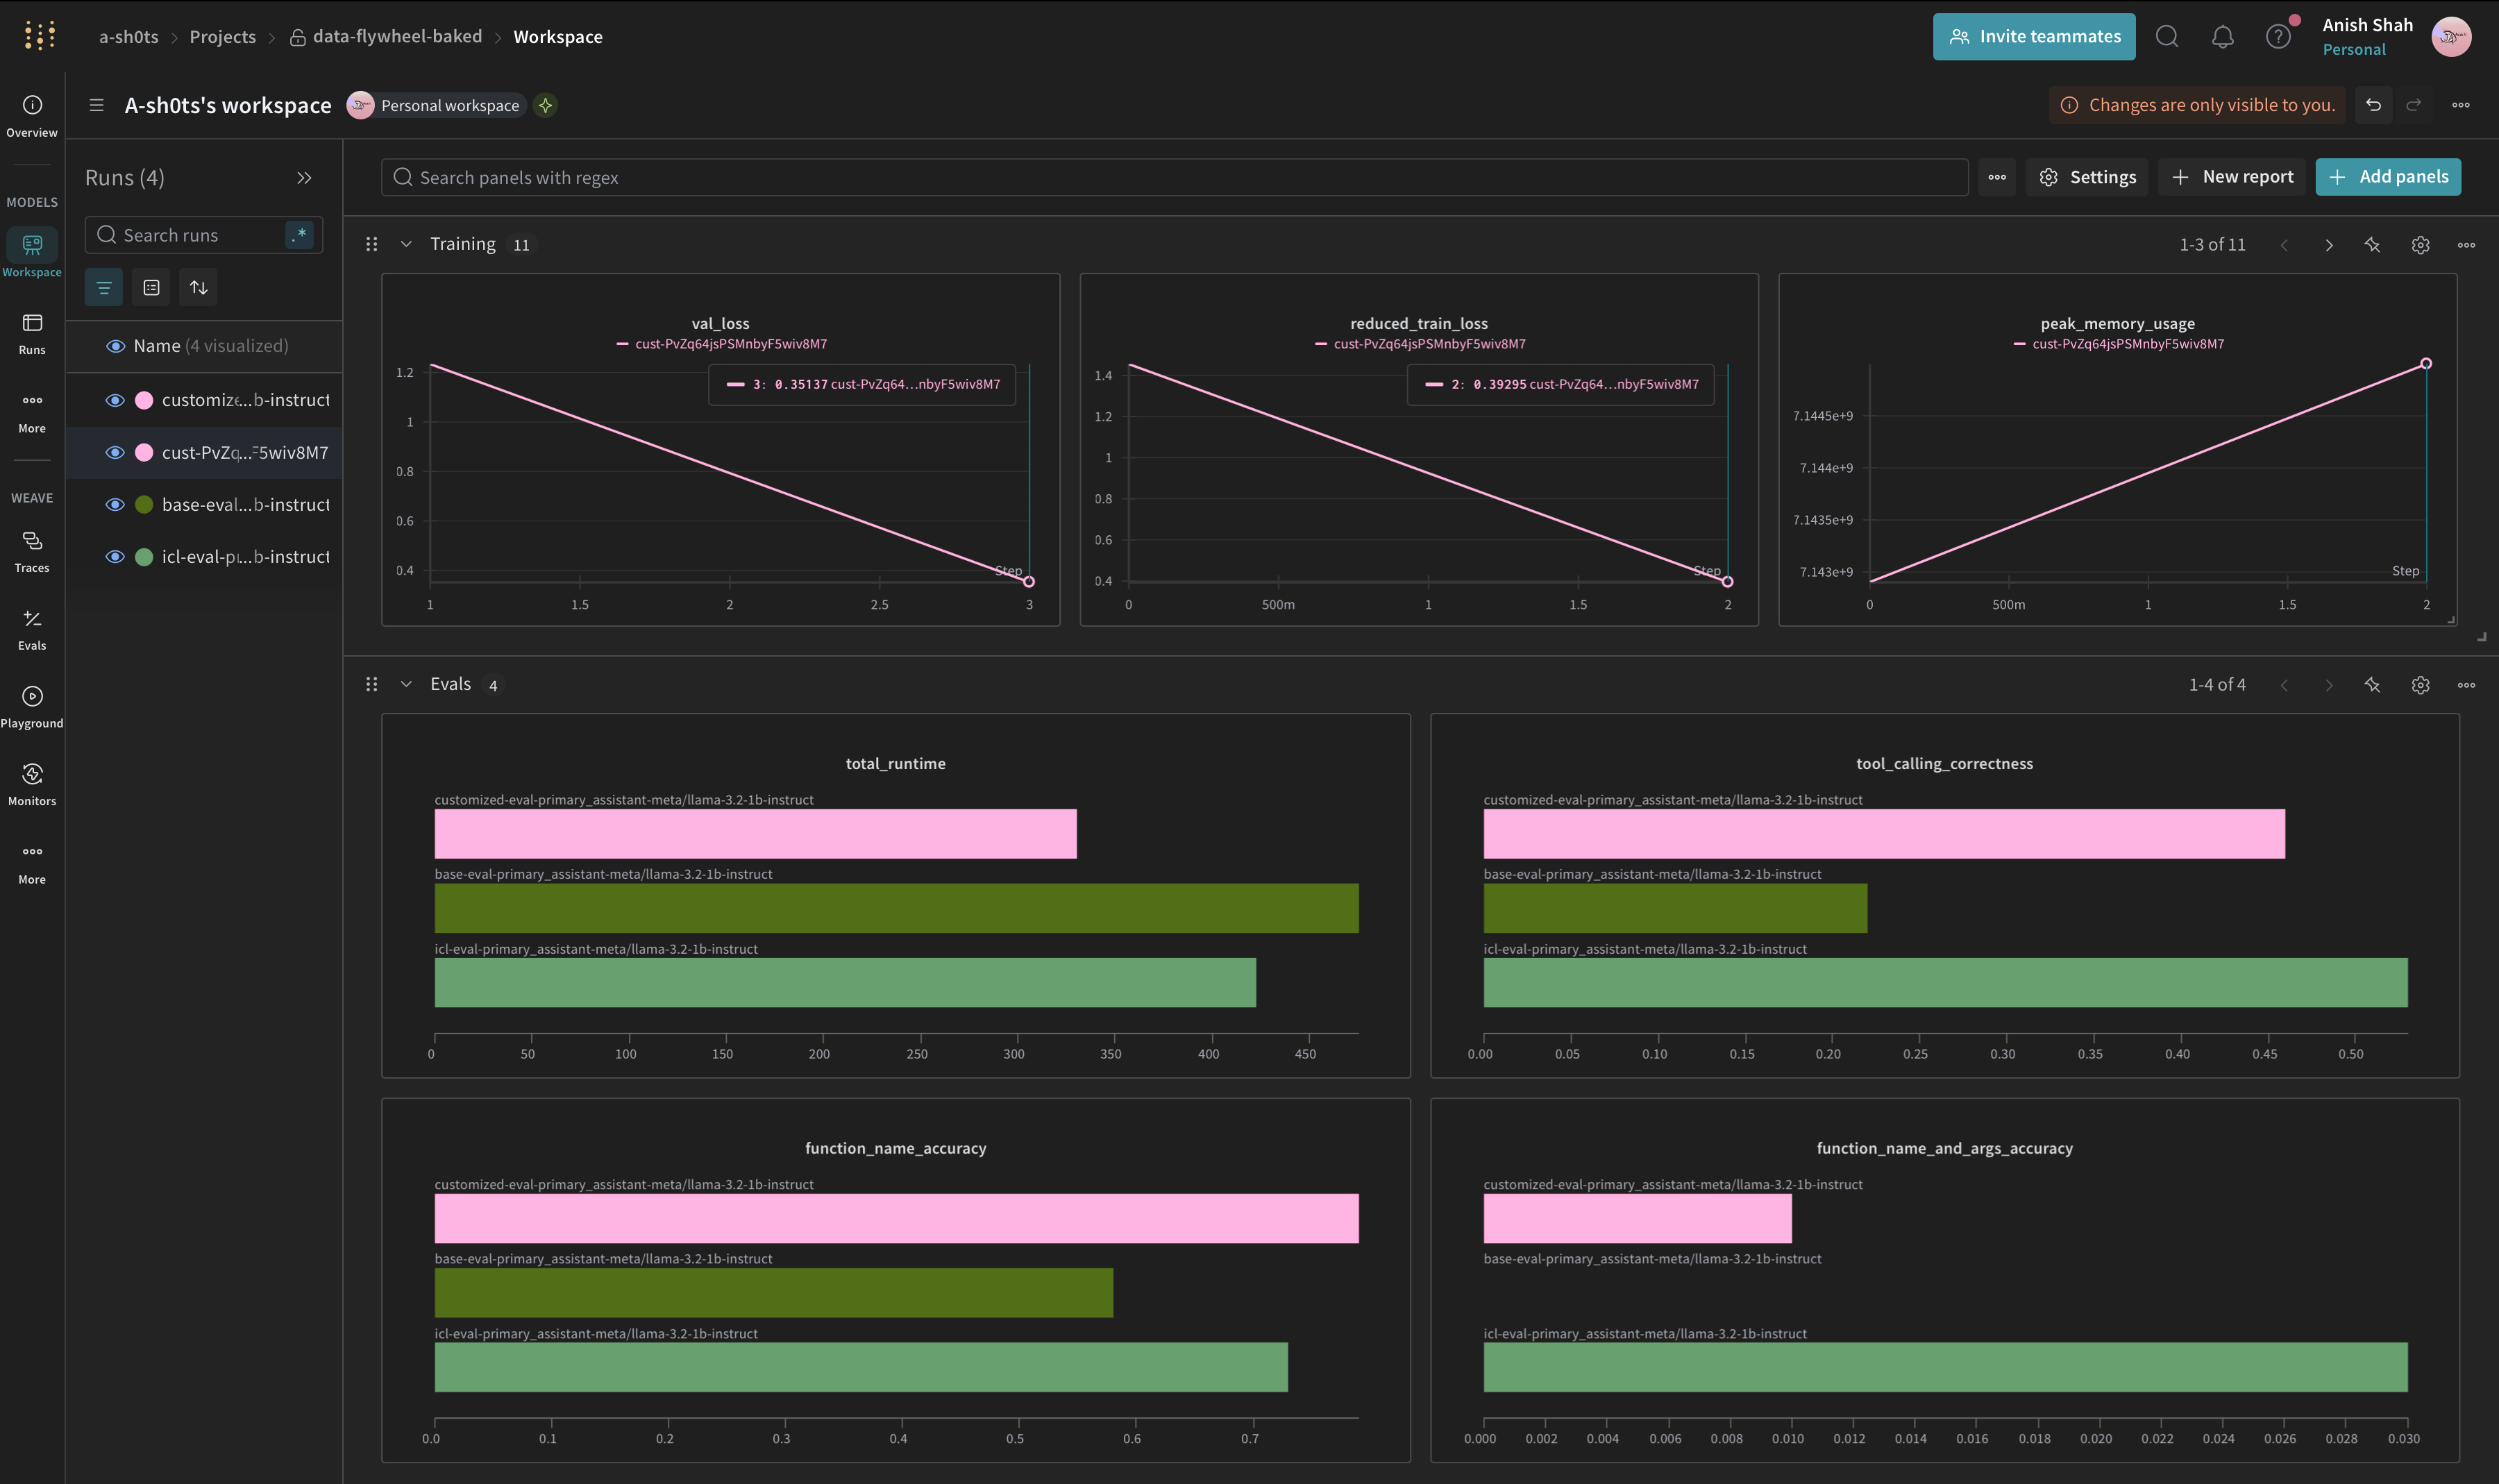 a-sh0ts > Projects > data-flywheel-baked > Workspace
Invite teammates
Anish Shah
Personal
A-sh0ts's workspace
Personal workspace
Changes are only visible to you.
Overview
MODELS
Workspace
Runs
More
WEAVE
Traces
Evals
Playground
Monitors
More
Runs (4)
Search runs
.*
Name (4 visualized)
customize...b-instruct
cust-PvZq...F5wiv8M7
base-eval...b-instruct
icl-eval-pr...b-instruct
Search panels with regex
Settings
New report
Add panels
Training 11
1-3 of 11
val_loss
cust-PvZq64jsPSMnbyF5wiv8M7
3: 0.35137 cust-PvZq64...nbyF5wiv8M7
1.2
1
0.8
0.6
0.4
Step
1 1.5 2 2.5 3
reduced_train_loss
cust-PvZq64jsPSMnbyF5wiv8M7
2: 0.39295 cust-PvZq64...nbyF5wiv8M7
1.4
1.2
1
0.8
0.6
0.4
Step
0 500m 1 1.5 2
peak_memory_usage
cust-PvZq64jsPSMnbyF5wiv8M7
7.1445e+9
7.144e+9
7.1435e+9
7.143e+9
Step
0 500m 1 1.5 2
Evals 4
1-4 of 4
total_runtime
customized-eval-primary_assistant-meta/llama-3.2-1b-instruct
base-eval-primary_assistant-meta/llama-3.2-1b-instruct
icl-eval-primary_assistant-meta/llama-3.2-1b-instruct
0 50 100 150 200 250 300 350 400 450
tool_calling_correctness
customized-eval-primary_assistant-meta/llama-3.2-1b-instruct
base-eval-primary_assistant-meta/llama-3.2-1b-instruct
icl-eval-primary_assistant-meta/llama-3.2-1b-instruct
0.00 0.05 0.10 0.15 0.20 0.25 0.30 0.35 0.40 0.45 0.50
function_name_accuracy
customized-eval-primary_assistant-meta/llama-3.2-1b-instruct
base-eval-primary_assistant-meta/llama-3.2-1b-instruct
icl-eval-primary_assistant-meta/llama-3.2-1b-instruct
0.0 0.1 0.2 0.3 0.4 0.5 0.6 0.7
function_name_and_args_accuracy
customized-eval-primary_assistant-meta/llama-3.2-1b-instruct
base-eval-primary_assistant-meta/llama-3.2-1b-instruct
icl-eval-primary_assistant-meta/llama-3.2-1b-instruct
0.000 0.002 0.004 0.006 0.008 0.010 0.012 0.014 0.016 0.018 0.020 0.022 0.024 0.026 0.028 0.030